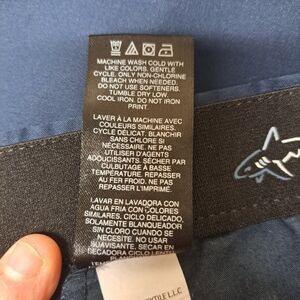 MACHINE WASH COLD WITH
LIKE COLORS. GENTLE
CYCLE. ONLY NON-CHLORINE
BLEACH WHEN NEEDED.
DO NOT USE SOFTENERS.
TUMBLE DRY LOW.
COOL IRON. DO NOT IRON
PRINT.
LAVER À LA MACHINE AVEC
COULEURS SIMILAIRES.
CYCLE DÉLICAT. BLANCHIR
SANS CHLORE SI
NÉCESSAIRE. NE PAS
UTILISER D'AGENTS
ADOUCISSANTS. SÉCHER PAR
CULBUTAGE À BASSE
TEMPÉRATURE. REPASSER
AU FER FROID. NE PAS
REPASSER L'IMPRIMÉ.
LAVAR EN LAVADORA CON
AGUA FRIA CON COLORES
SIMILARES. CICLO DELICADO.
SOLAMENTE BLANQUEADOR
SIN CLORO CUANDO SE
NECESITE. NO USAR
SUAVIZANTES. SECAR EN
SECADORA CICLO
LLC